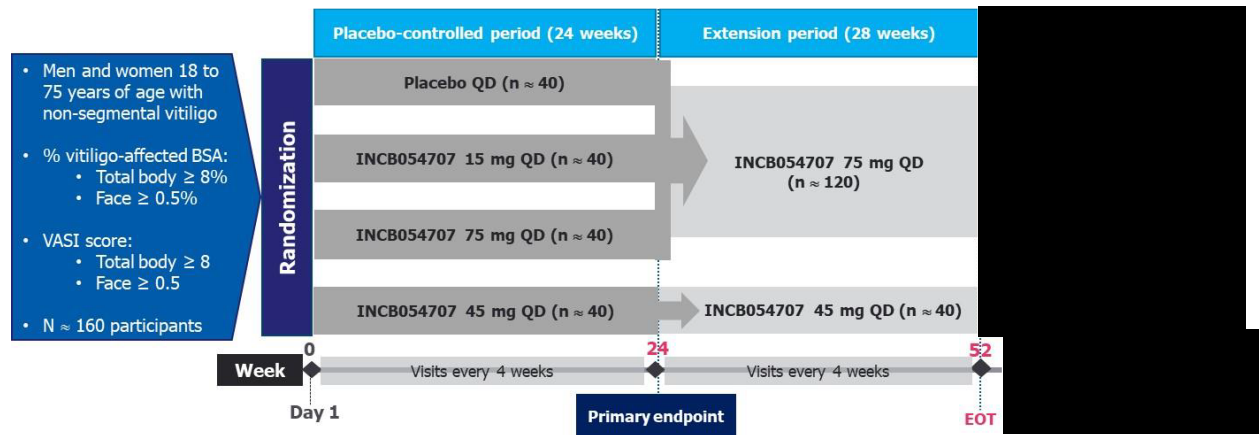 Placebo-controlled period (24 weeks)
Extension period (28 weeks)
• Men and women 18 to
75 years of age with
non-segmental vitiligo
• % vitiligo-affected BSA:
• Total body ≥ 8%
• Face ≥ 0.5%
• VASI score:
• Total body ≥ 8
• Face ≥ 0.5
• N ≈ 160 participants
Randomization
Placebo QD (n ≈ 40)
INCB054707 15 mg QD (n ≈ 40)
INCB054707 75 mg QD (n ≈ 40)
INCB054707 45 mg QD (n ≈ 40)
INCB054707 75 mg QD
(n ≈ 120)
INCB054707 45 mg QD (n ≈ 40)
0
24
52
Week
Visits every 4 weeks
Visits every 4 weeks
Day 1
Primary endpoint
EOT